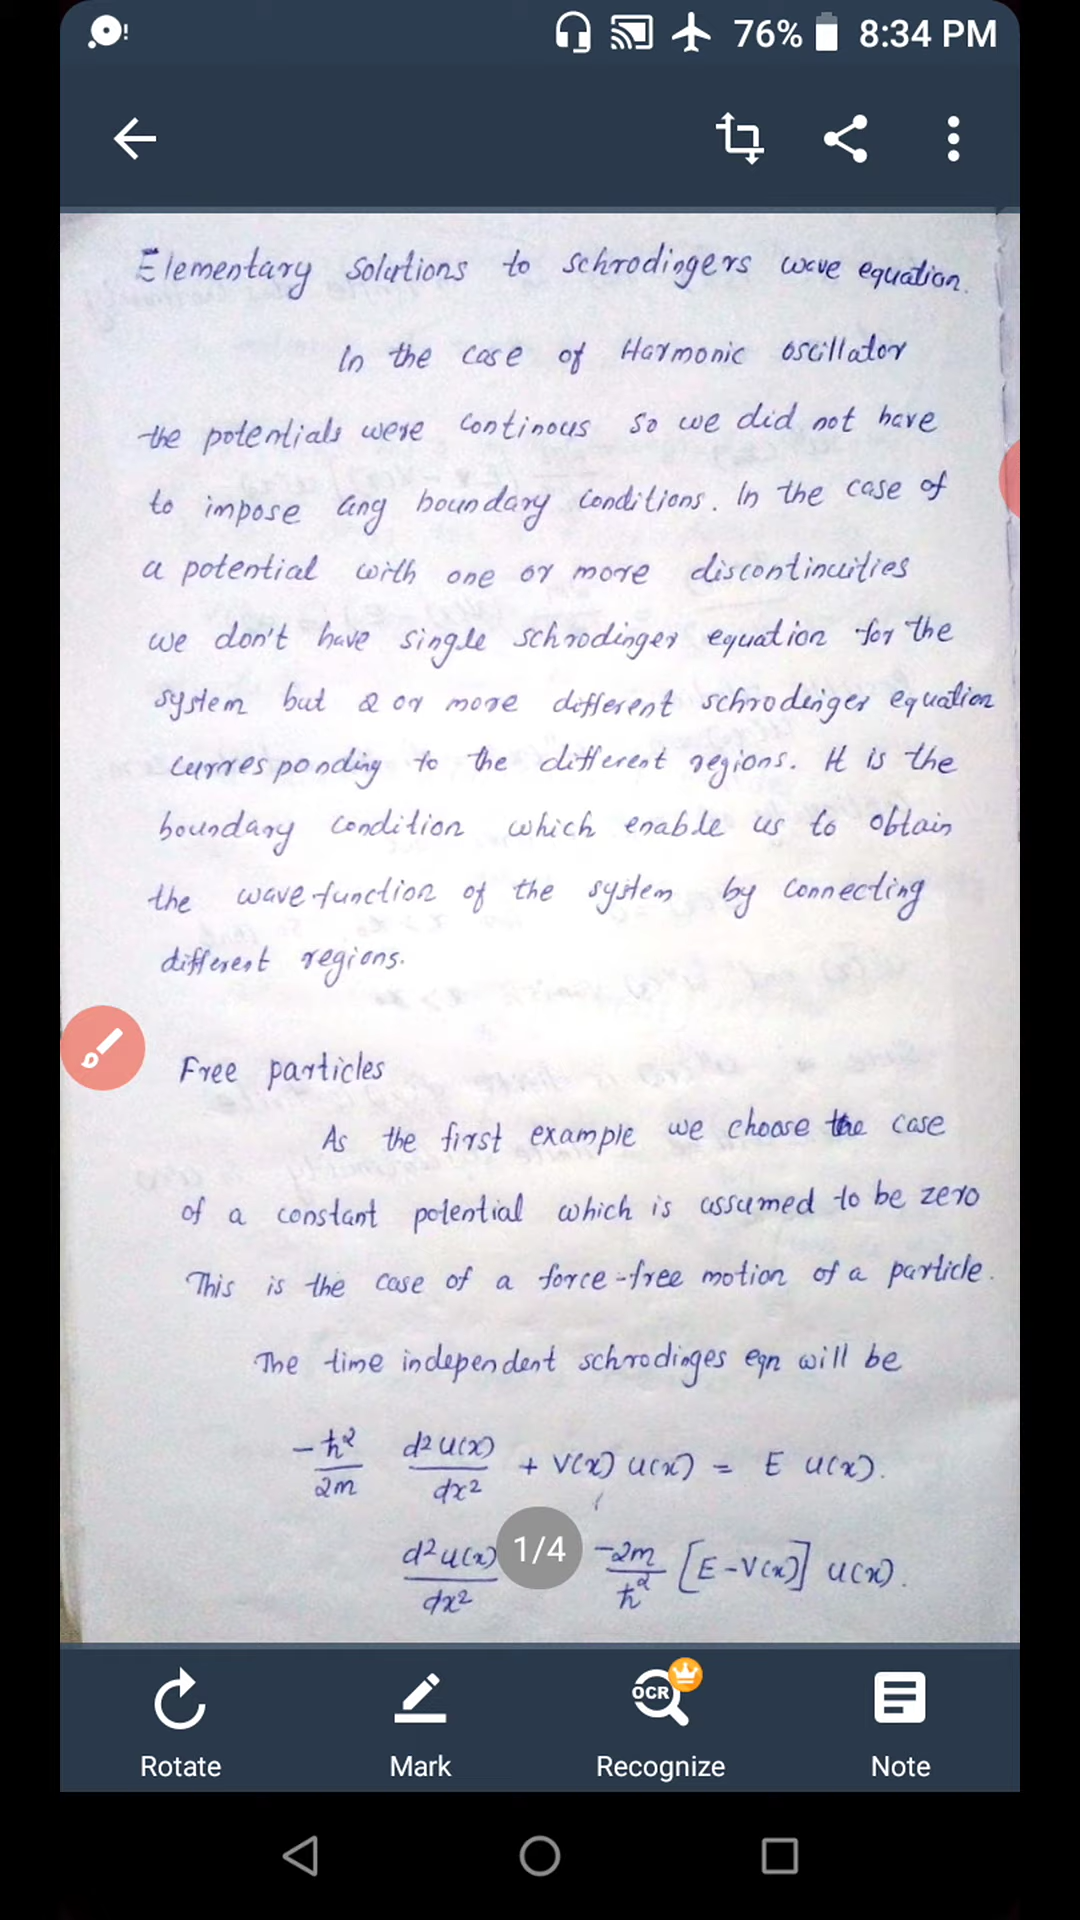 76% 8:34 PM
Elementary Solutions to schrodingers wave equation.
In the case of Harmonic oscillator
the potentials were continous so we did not have
to impose any boundary conditions. In the case of
a potential with one or more discontinuities
we don't have single schrodinger equation for the
system but 2 or more different schrodinger equation
curresponding to the different regions. It is the
boundary condition which enable us to obtain
the wave-function of the system by connecting
different regions.
Free particles
As the first example we choose the case
of a constant potential which is assumed to be zero
This is the case of a force-free motion of a particle.
The time independent schrodinges eqn will be
-ħ²/2m d²u(x)/dx² + V(x) u(x) = E u(x).
d²u(x)/dx² 1/4 -2m/ħ² [E-V(x)] u(x).
Rotate Mark OCR Recognize Note